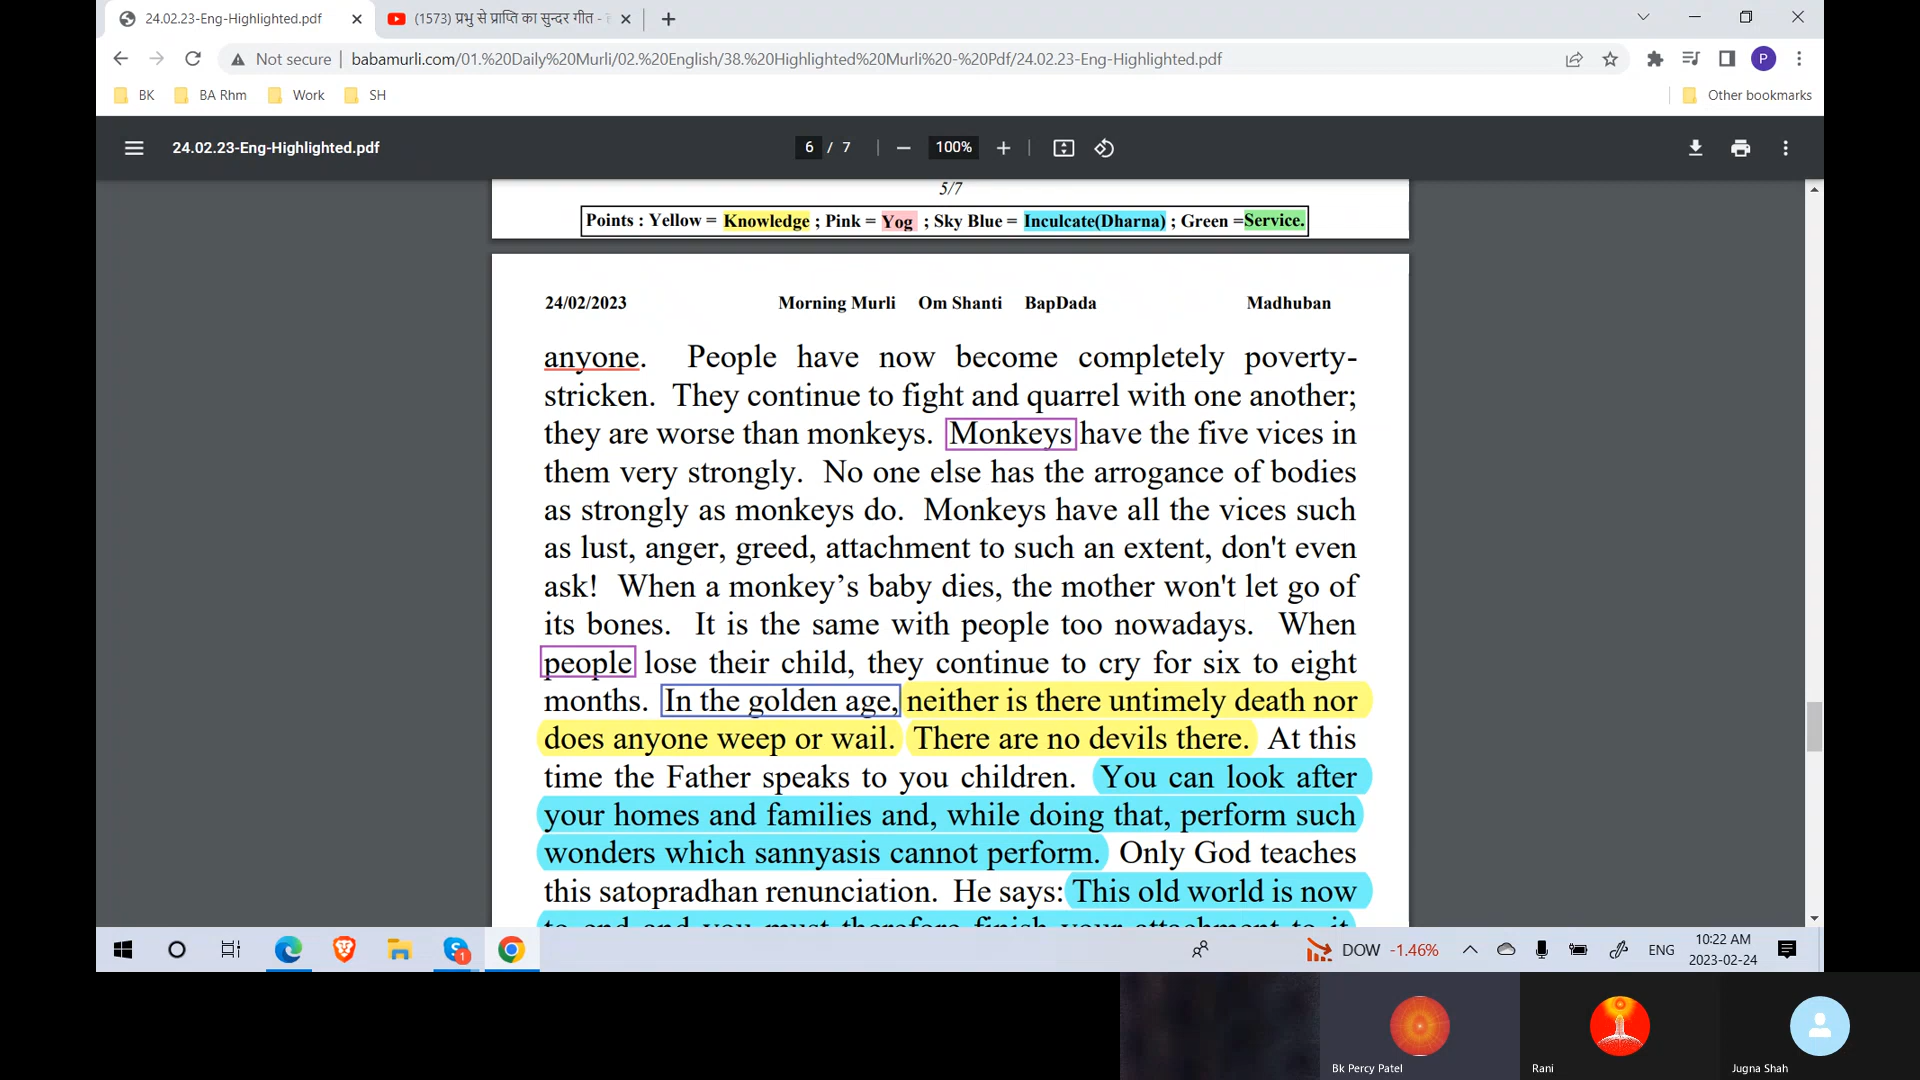 24.02.23-Eng-Highlighted.pdf
(1573) प्रभु से प्राप्ति का सुन्दर गीत -
Not secure
babamurli.com/01.%20Daily%20Murli/02.%20English/38.%20Highlighted%20Murli%20-%20Pdf/24.02.23-Eng-Highlighted.pdf
P
BK
BA Rhm
Work
SH
Other bookmarks
24.02.23-Eng-Highlighted.pdf
6 / 7
100%
5/7
Points : Yellow = Knowledge ; Pink = Yog ; Sky Blue = Inculcate(Dharna) ; Green =Service.
24/02/2023 Morning Murli Om Shanti BapDada Madhuban
anyone. People have now become completely poverty-
stricken. They continue to fight and quarrel with one another;
they are worse than monkeys. Monkeys have the five vices in
them very strongly. No one else has the arrogance of bodies
as strongly as monkeys do. Monkeys have all the vices such
as lust, anger, greed, attachment to such an extent, don't even
ask! When a monkey’s baby dies, the mother won't let go of
its bones. It is the same with people too nowadays. When
people lose their child, they continue to cry for six to eight
months. In the golden age, neither is there untimely death nor
does anyone weep or wail. There are no devils there. At this
time the Father speaks to you children. You can look after
your homes and families and, while doing that, perform such
wonders which sannyasis cannot perform. Only God teaches
this satopradhan renunciation. He says: This old world is now
to end and you must therefore finish your attachment to it
1
DOW -1.46%
ENG
10:22 AM
2023-02-24
Bk Percy Patel
Rani
Jugna Shah